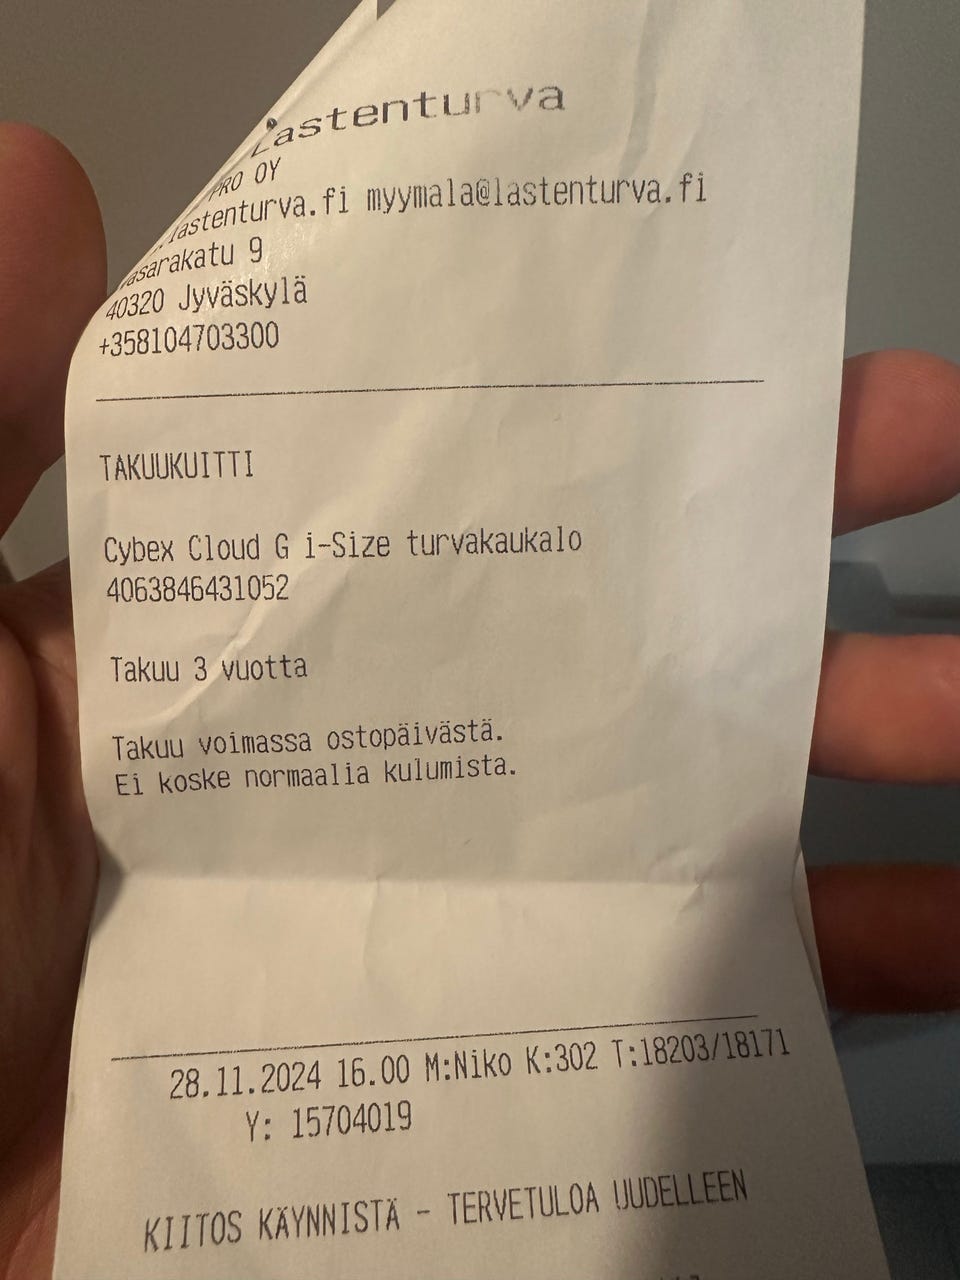 Lastenturva
PRO OY
lastenturva.fi myymala@lastenturva.fi
asarakatu 9
40320 Jyväskylä
+358104703300
TAKUUKUITTI
Cybex Cloud G i-Size turvakaukalo
4063846431052
Takuu 3 vuotta
Takuu voimassa ostopäivästä.
Ei koske normaalia kulumista.
28.11.2024 16.00 M:Niko K:302 T:18203/18171
Y: 15704019
KIITOS KÄYNNISTÄ - TERVETULOA UUDELLEEN